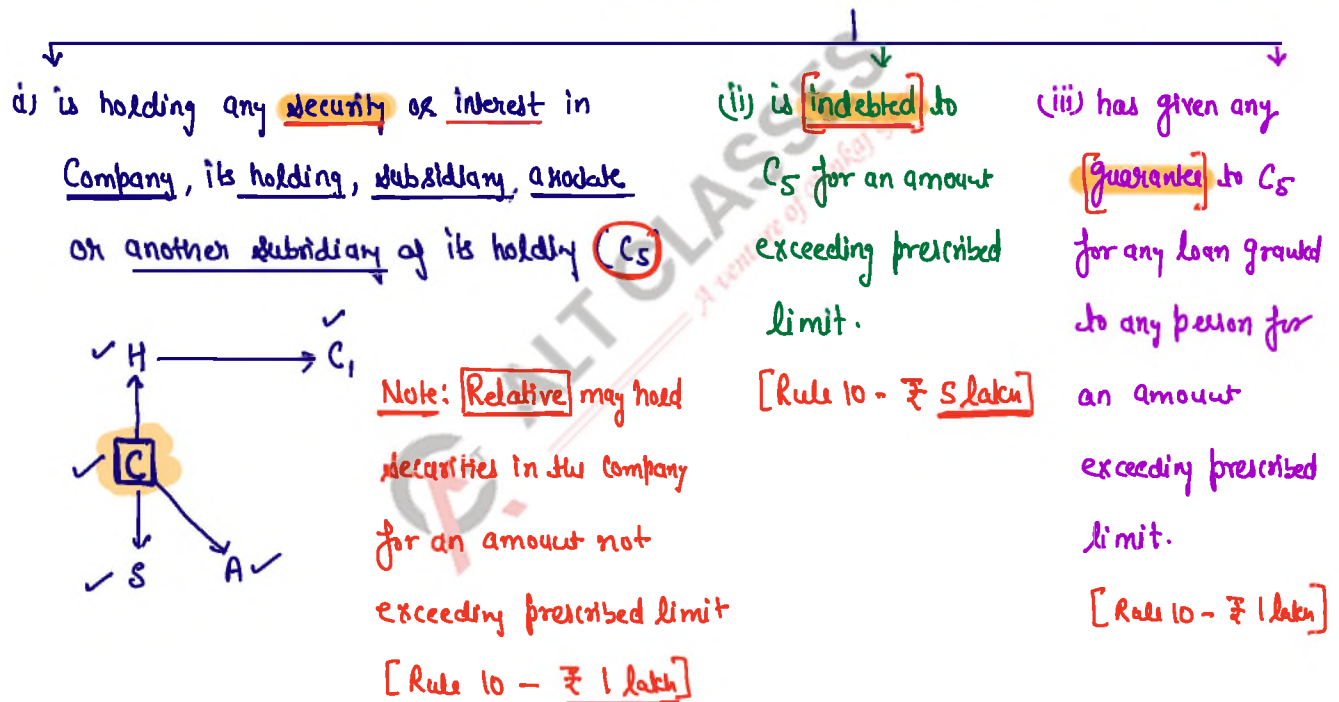 (i) is holding any security or interest in
Company, its holding, subsidiary, associate
or another subsidiary of its holding (C5)
✓ H → C1 ✓
✓ C
✓ S
A ✓
Note: Relative may hold
securities in the company
for an amount not
exceeding prescribed limit
[Rule 10 - ₹ 1 lakh]
(ii) is [indebted] to
C5 for an amount
exceeding prescribed
limit.
[Rule 10 - ₹ 5 lakh]
(iii) has given any
[guarantee] to C5
for any loan granted
to any person for
an amount
exceeding prescribed
limit.
[Rule 10 - ₹ 1 lakh]
ALT CLASSES
A venture of